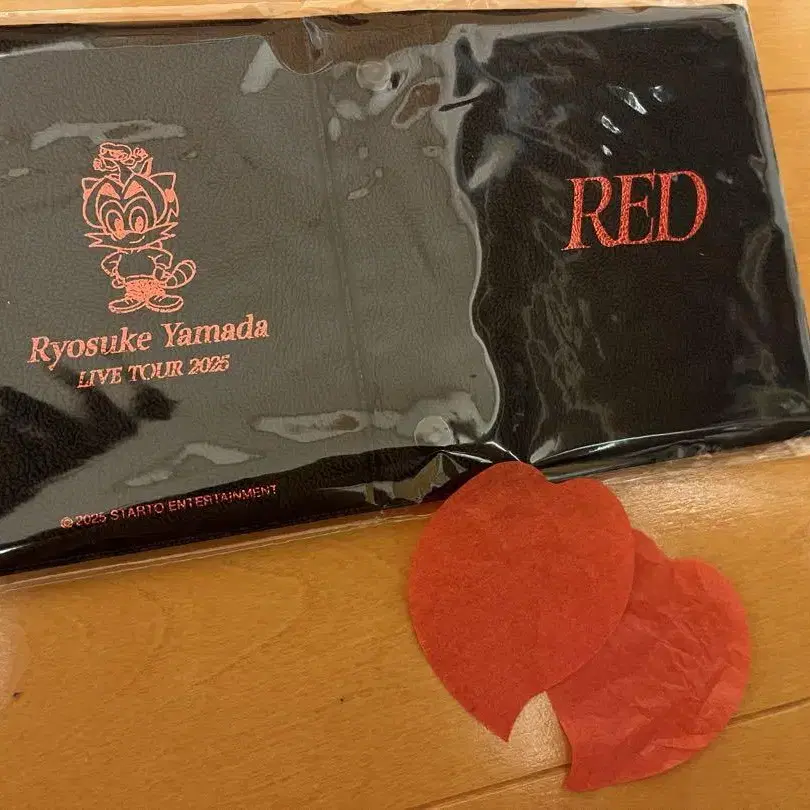 Ryosuke Yamada
LIVE TOUR 2025
© 2025 STARTO ENTERTAINMENT
RED